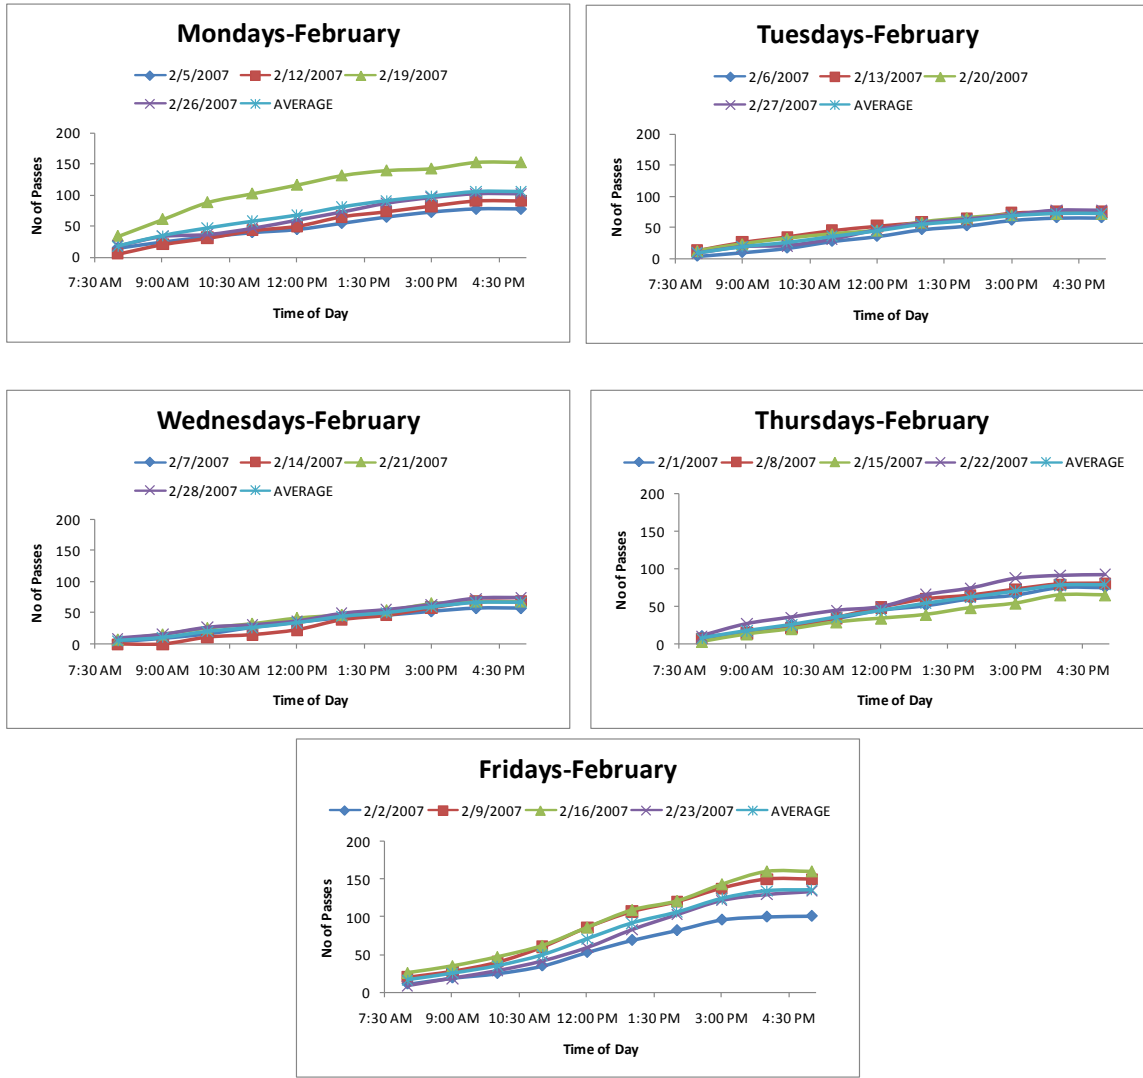 Mondays-February
2/5/2007 2/12/2007 2/19/2007
2/26/2007 AVERAGE
200
150
100
50
0
No of Passes
7:30 AM 9:00 AM 10:30 AM 12:00 PM 1:30 PM 3:00 PM 4:30 PM
Time of Day
Tuesdays-February
2/6/2007 2/13/2007 2/20/2007
2/27/2007 AVERAGE
200
150
100
50
0
No of Passes
7:30 AM 9:00 AM 10:30 AM 12:00 PM 1:30 PM 3:00 PM 4:30 PM
Time of Day
Wednesdays-February
2/7/2007 2/14/2007 2/21/2007
2/28/2007 AVERAGE
200
150
100
50
0
No of Passes
7:30 AM 9:00 AM 10:30 AM 12:00 PM 1:30 PM 3:00 PM 4:30 PM
Time of Day
Thursdays-February
2/1/2007 2/8/2007 2/15/2007 2/22/2007 AVERAGE
200
150
100
50
0
No of Passes
7:30 AM 9:00 AM 10:30 AM 12:00 PM 1:30 PM 3:00 PM 4:30 PM
Time of Day
Fridays-February
2/2/2007 2/9/2007 2/16/2007 2/23/2007 AVERAGE
200
150
100
50
0
No of Passes
7:30 AM 9:00 AM 10:30 AM 12:00 PM 1:30 PM 3:00 PM 4:30 PM
Time of Day